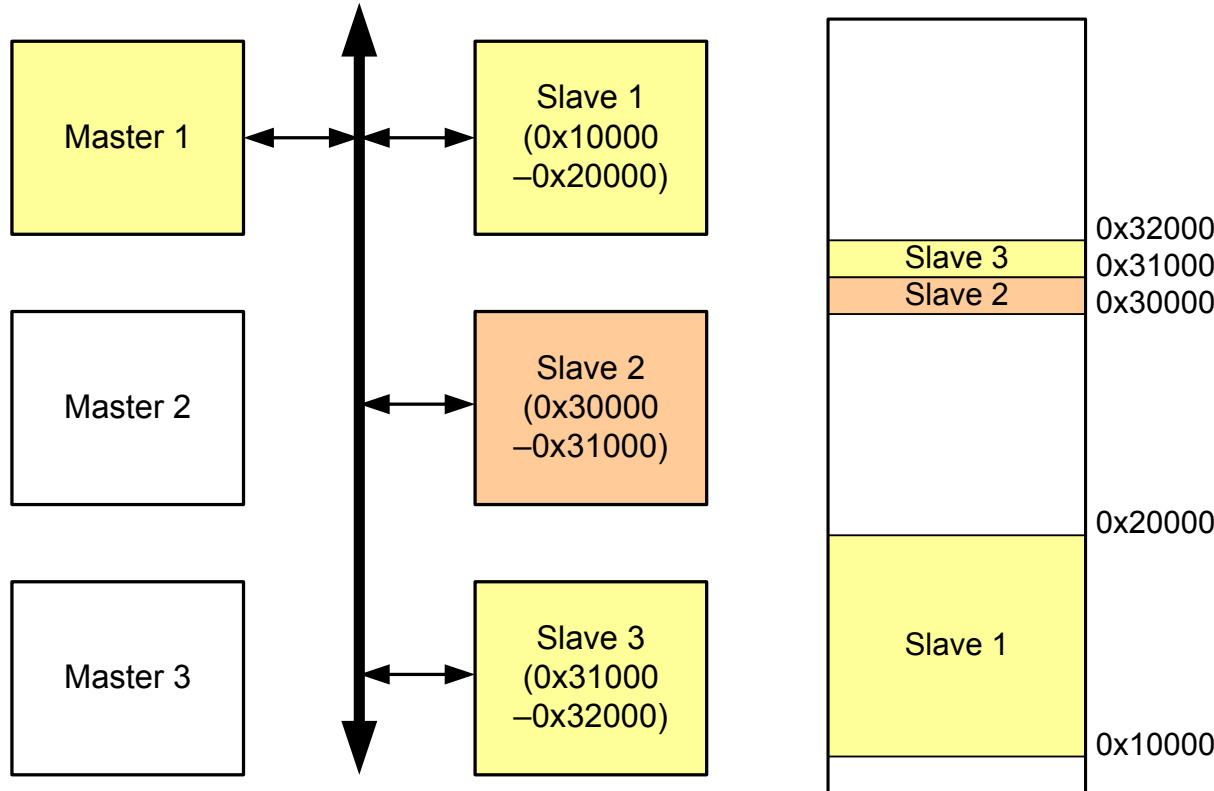 Master 1
Slave 1
(0x10000
–0x20000)
Master 2
Slave 2
(0x30000
–0x31000)
Master 3
Slave 3
(0x31000
–0x32000)
0x32000
Slave 3
0x31000
Slave 2
0x30000
0x20000
Slave 1
0x10000